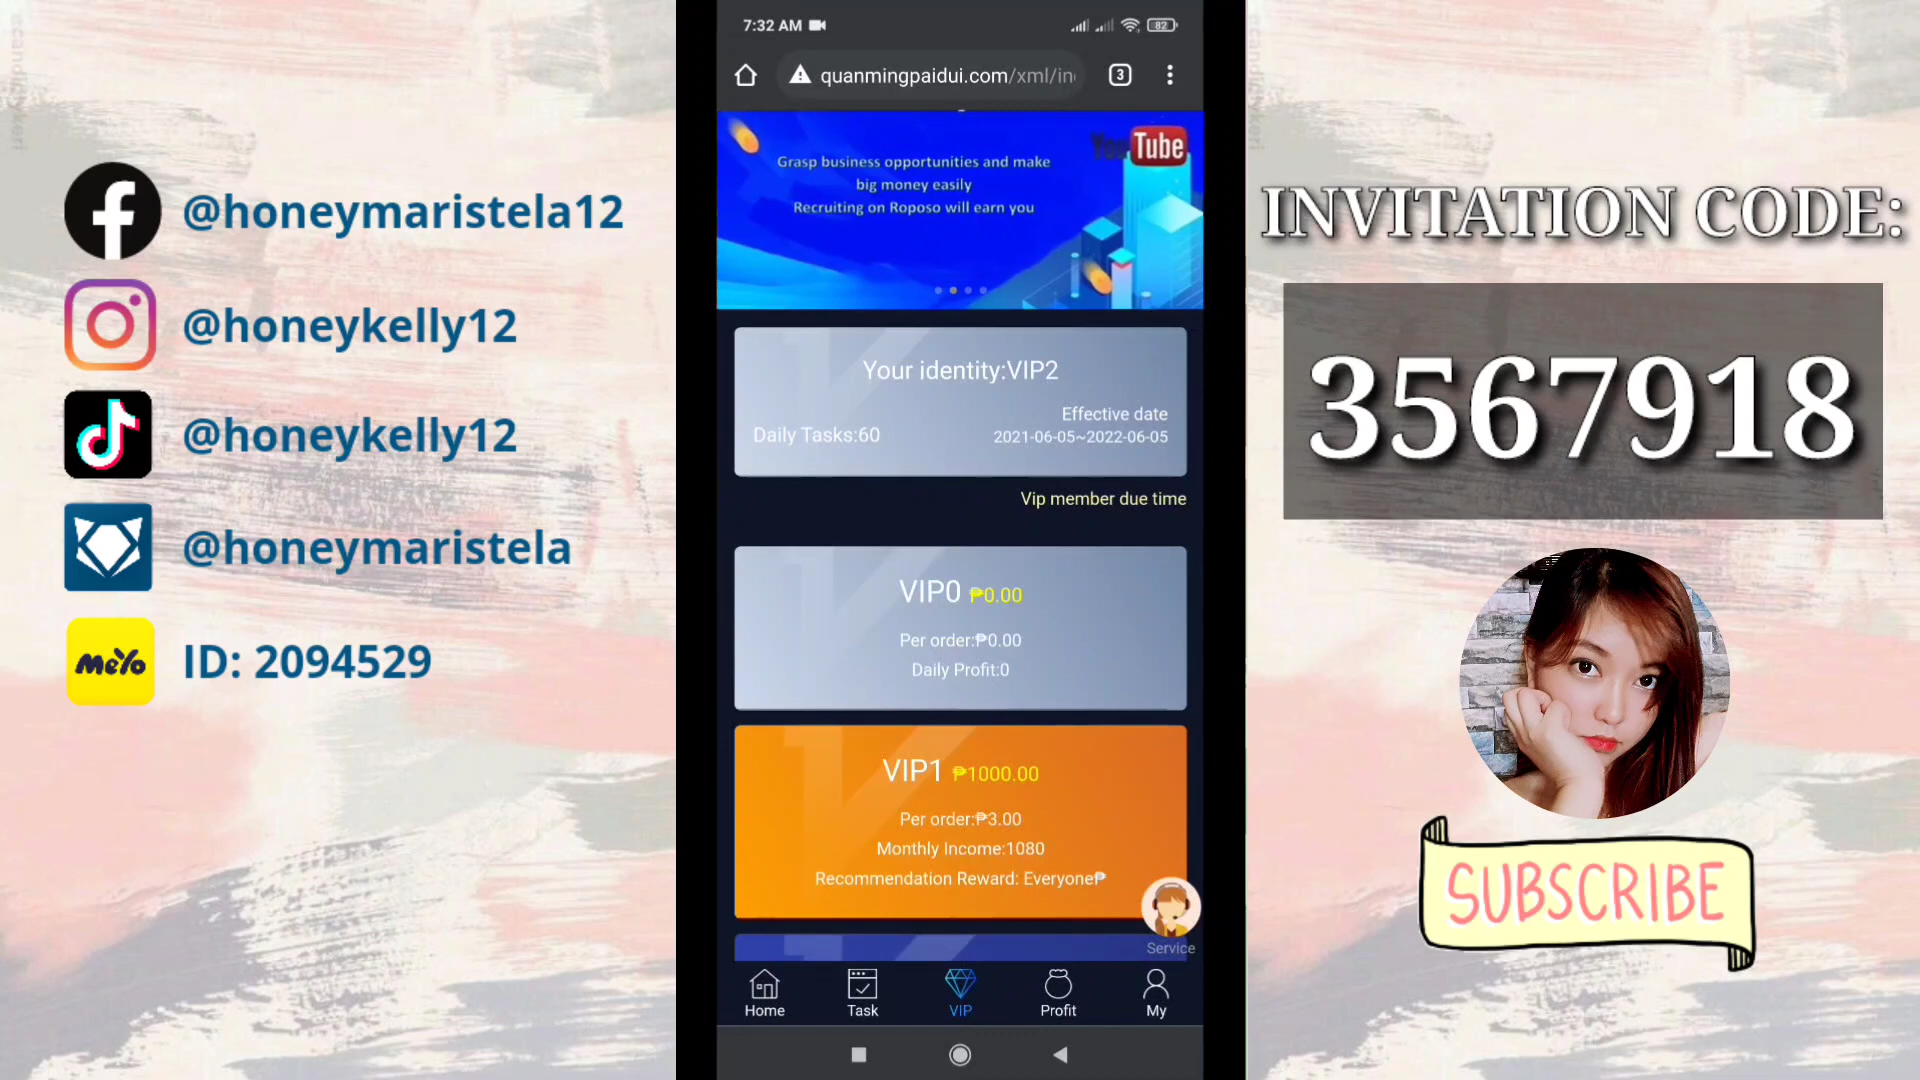 @honeymaristela12
@honeykelly12
@honeykelly12
@honeymaristela
MeYo
ID: 2094529
7:32 AM
82
quanmingpaidui.com/xml/in
3
YouTube
Grasp business opportunities and make
big money easily
Recruiting on Roposo will earn you
Your identity:VIP2
Effective date
Daily Tasks:60
2021-06-05~2022-06-05
Vip member due time
VIP0 ₱0.00
Per order:₱0.00
Daily Profit:0
VIP1 ₱1000.00
Per order:₱3.00
Monthly Income:1080
Recommendation Reward: Everyone₱
Service
Home
Task
VIP
Profit
My
INVITATION CODE:
3567918
SUBSCRIBE